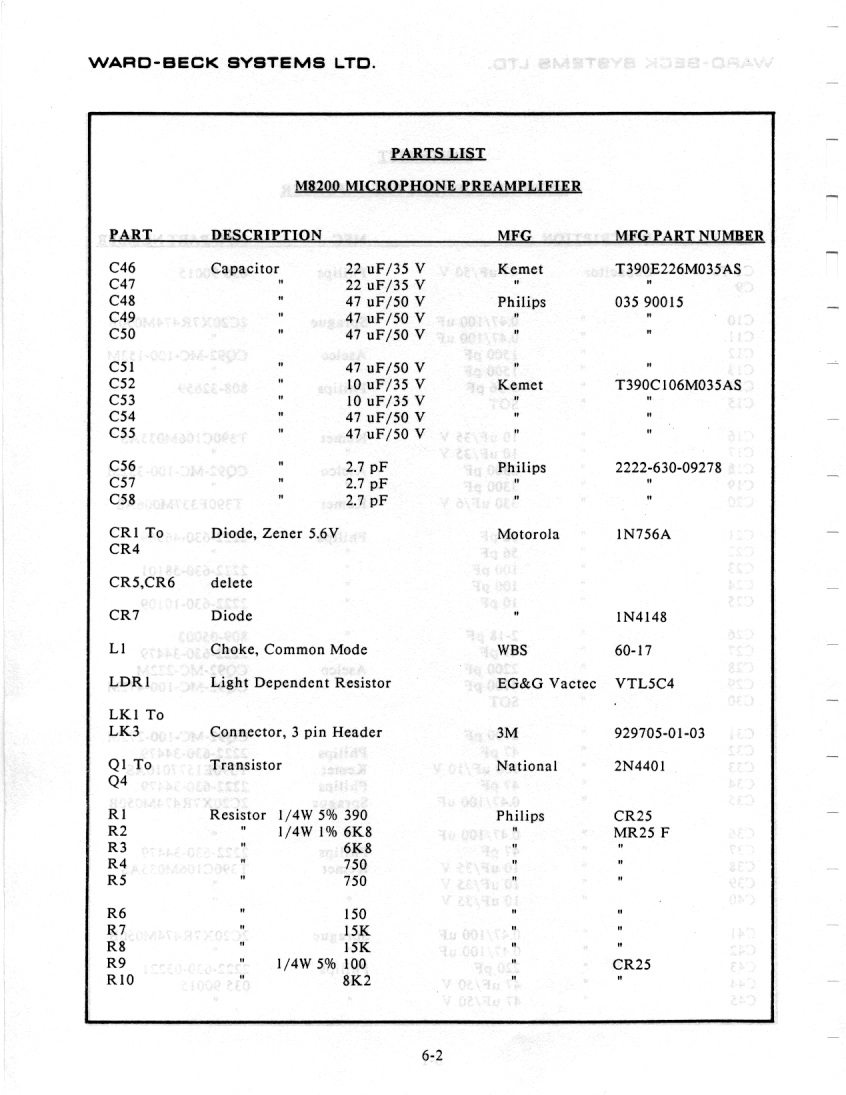 WARD-BECK SYSTEMS LTD.
PARTS LIST
M8200 MICROPHONE PREAMPLIFIER
PART DESCRIPTION MFG MFG PART NUMBER
C46 Capacitor 22 uF/35 V Kemet T390E226M035AS
C47 " 22 uF/35 V " "
C48 " 47 uF/50 V Philips 035 90015
C49 " 47 uF/50 V " "
C50 " 47 uF/50 V " "
C51 " 47 uF/50 V " "
C52 " 10 uF/35 V Kemet T390C106M035AS
C53 " 10 uF/35 V " "
C54 " 47 uF/50 V " "
C55 " 47 uF/50 V " "
C56 " 2.7 pF Philips 2222-630-09278
C57 " 2.7 pF " "
C58 " 2.7 pF " "
CR1 To Diode, Zener 5.6V Motorola 1N756A
CR4
CR5,CR6 delete
CR7 Diode " 1N4148
L1 Choke, Common Mode WBS 60-17
LDR1 Light Dependent Resistor EG&G Vactec VTL5C4
LK1 To
LK3 Connector, 3 pin Header 3M 929705-01-03
Q1 To Transistor National 2N4401
Q4
R1 Resistor 1/4W 5% 390 Philips CR25
R2 " 1/4W 1% 6K8 " MR25 F
R3 " 6K8 " "
R4 " 750 " "
R5 " 750 " "
R6 " 150 " "
R7 " 15K " "
R8 " 15K " "
R9 " 1/4W 5% 100 " CR25
R10 " 8K2 " "
6-2